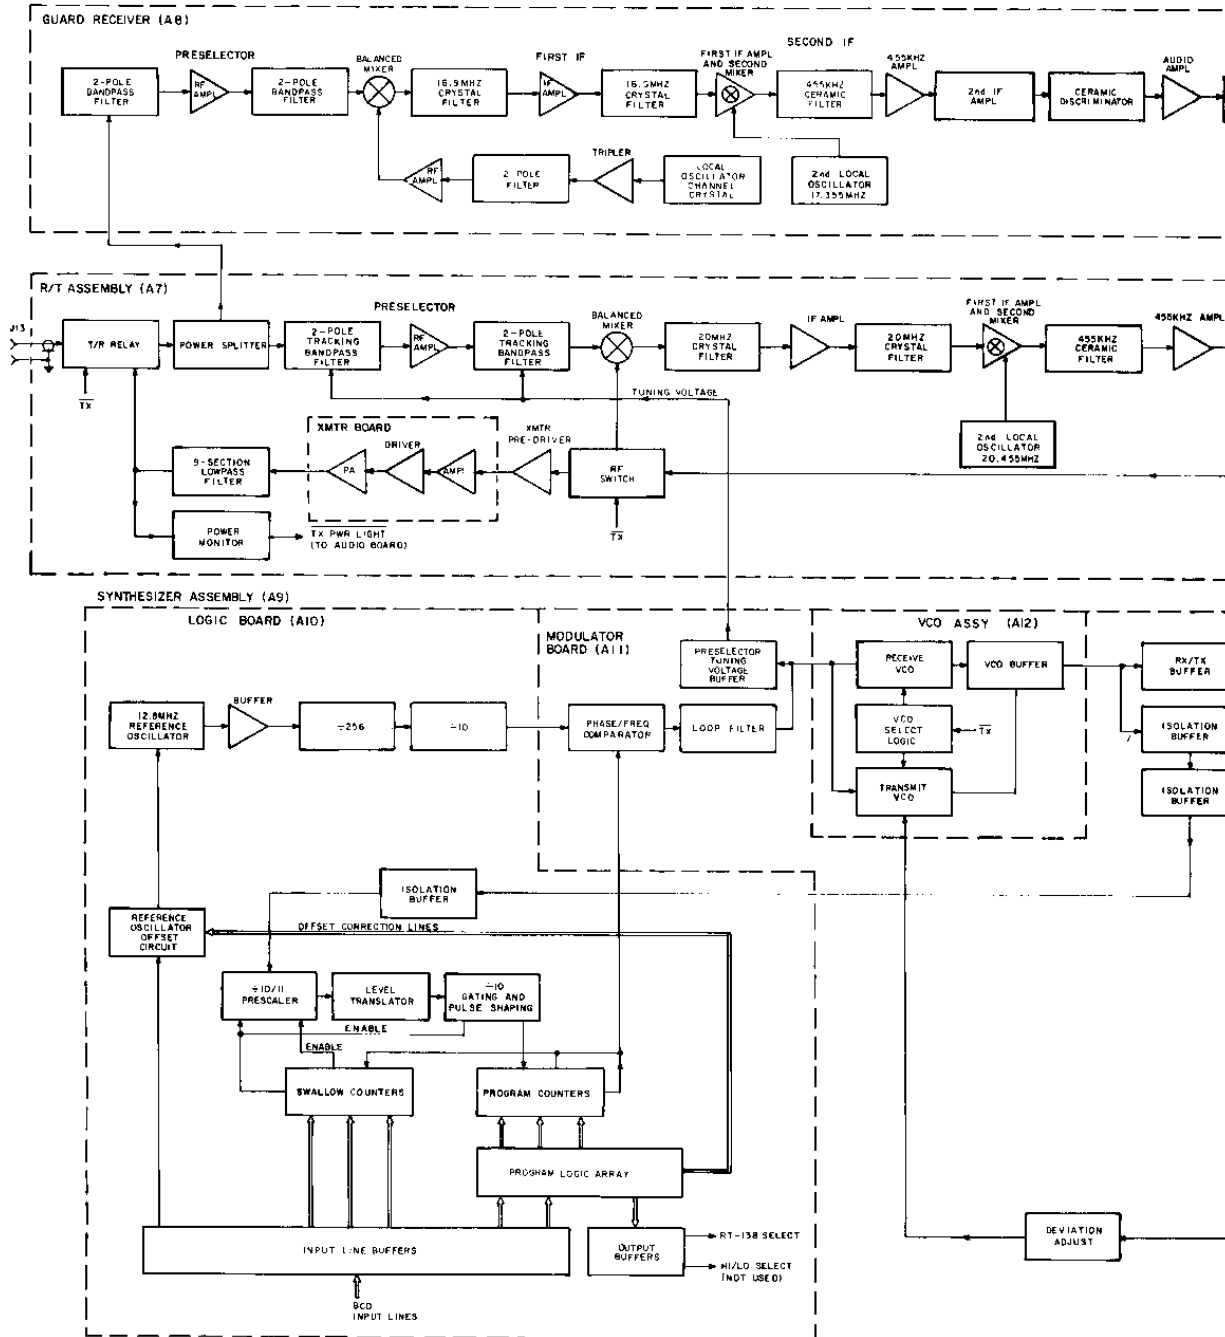 GUARD RECEIVER (A8)
PRESELECTOR
2-POLE
BANDPASS
FILTER
RF
AMPL
2-POLE
BANDPASS
FILTER
BALANCED
MIXER
16.9MHZ
CRYSTAL
FILTER
FIRST IF
IF
AMPL
16.9MHZ
CRYSTAL
FILTER
FIRST IF AMPL
AND SECOND
MIXER
SECOND IF
455KHZ
CERAMIC
FILTER
455KHZ
AMPL
2nd IF
AMPL
CERAMIC
DISCRIMINATOR
AUDIO
AMPL
RF
AMPL
2 POLE
FILTER
TRIPLER
LOCAL
OSCILLATOR
CHANNEL
CRYSTAL
2nd LOCAL
OSCILLATOR
17.355MHZ
R/T ASSEMBLY (A7)
J13
T/R RELAY
TX
POWER SPLITTER
PRESELECTOR
2-POLE
TRACKING
BANDPASS
FILTER
RF
AMPL
2-POLE
TRACKING
BANDPASS
FILTER
BALANCED
MIXER
20MHZ
CRYSTAL
FILTER
IF AMPL
20MHZ
CRYSTAL
FILTER
FIRST IF AMPL
AND SECOND
MIXER
455KHZ
CERAMIC
FILTER
455KHZ AMPL
TUNING VOLTAGE
2nd LOCAL
OSCILLATOR
20.455MHZ
XMTR BOARD
DRIVER
PA
AMPL
XMTR
PRE-DRIVER
RF
SWITCH
TX
9-SECTION
LOWPASS
FILTER
POWER
MONITOR
TX PWR LIGHT
(TO AUDIO BOARD)
SYNTHESIZER ASSEMBLY (A9)
LOGIC BOARD (A10)
MODULATOR
BOARD (A11)
VCO ASSY (A12)
12.8MHZ
REFERENCE
OSCILLATOR
BUFFER
÷256
÷10
PHASE/FREQ
COMPARATOR
LOOP FILTER
PRESELECTOR
TUNING
VOLTAGE
BUFFER
RECEIVE
VCO
VCO BUFFER
VCO
SELECT
LOGIC
TX
TRANSMIT
VCO
RX/TX
BUFFER
ISOLATION
BUFFER
ISOLATION
BUFFER
ISOLATION
BUFFER
REFERENCE
OSCILLATOR
OFFSET
CIRCUIT
OFFSET CORRECTION LINES
÷10/11
PRESCALER
LEVEL
TRANSLATOR
÷10
GATING AND
PULSE SHAPING
ENABLE
ENABLE
SWALLOW COUNTERS
PROGRAM COUNTERS
PROGRAM LOGIC ARRAY
INPUT LINE BUFFERS
OUTPUT
BUFFERS
RT-138 SELECT
HI/LO SELECT
(NOT USED)
BCD
INPUT LINES
DEVIATION
ADJUST